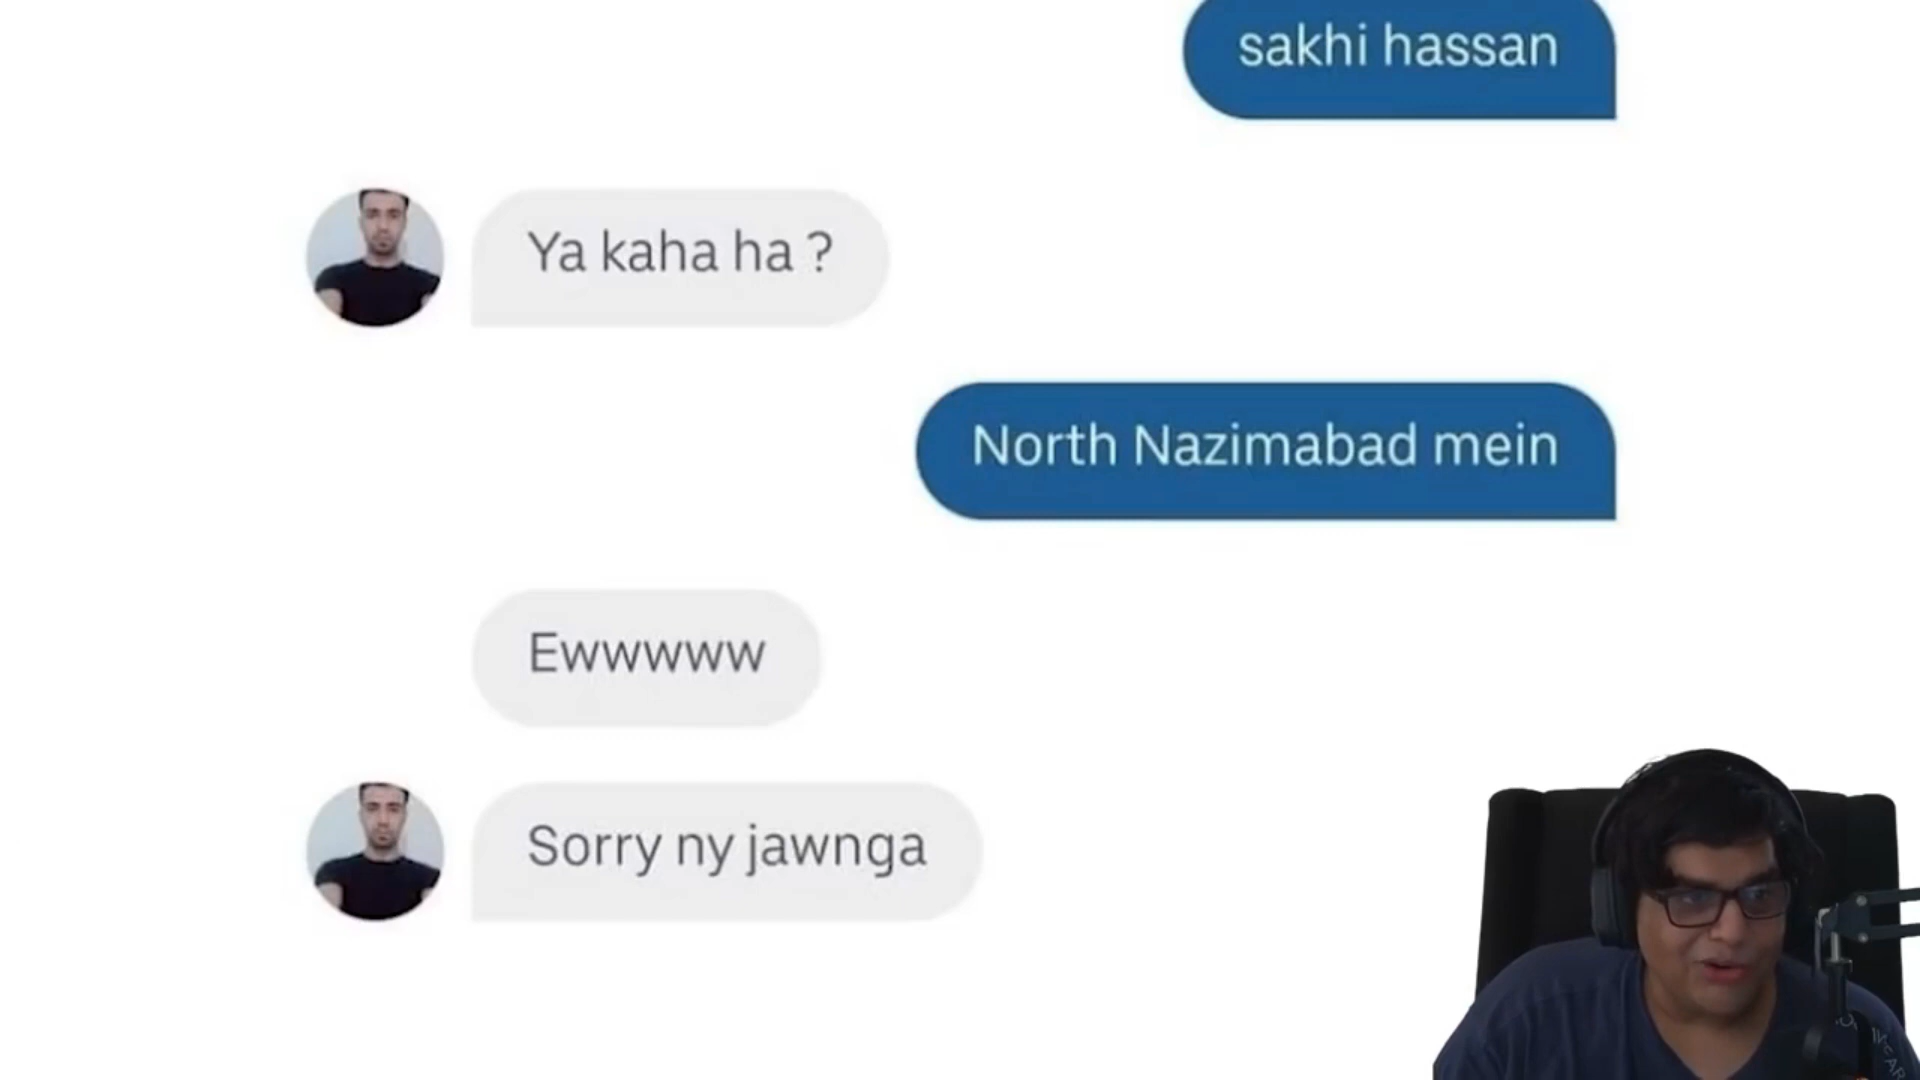 sakhi hassan
Ya kaha ha ?
North Nazimabad mein
Ewwwww
Sorry ny jawnga